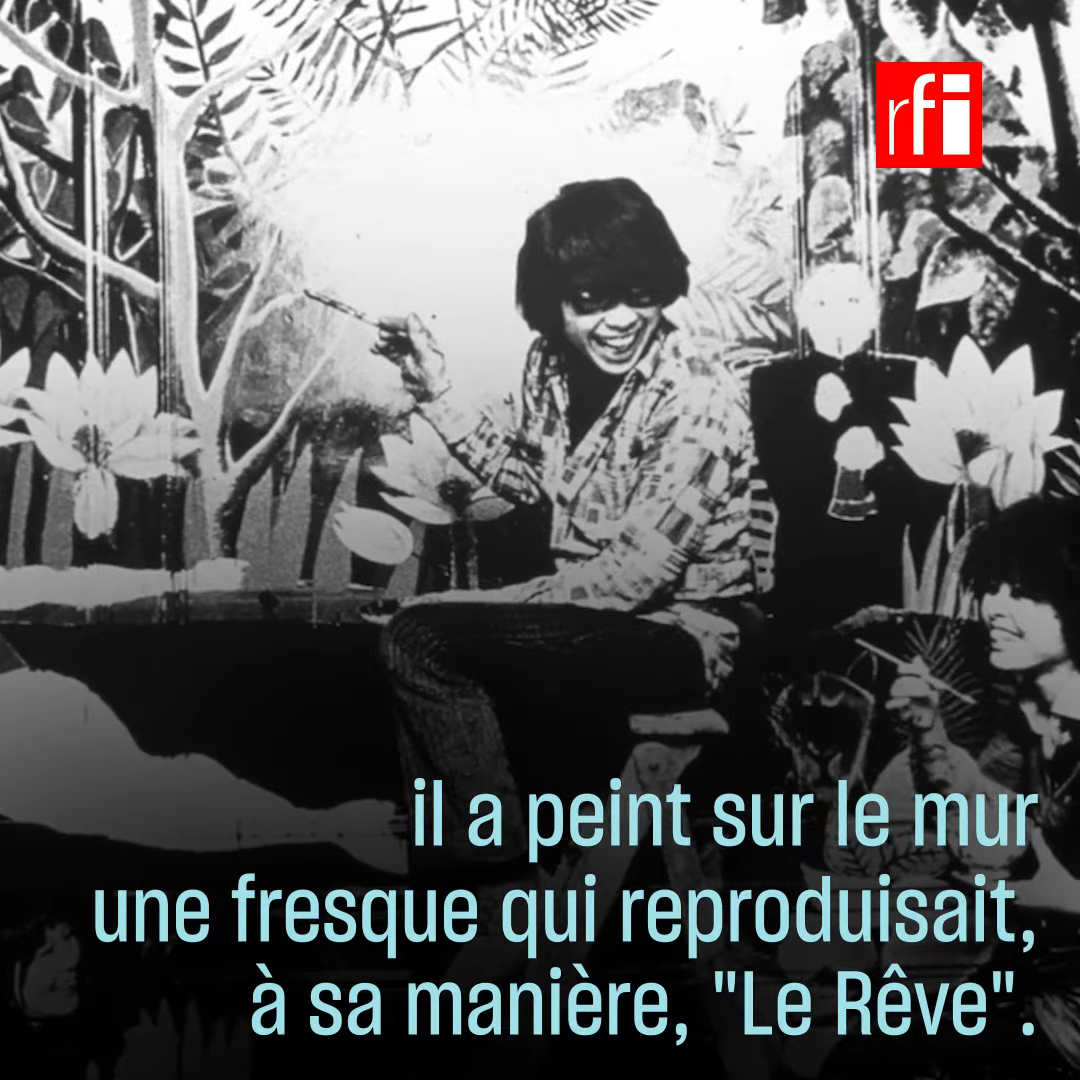 rfi
il a peint sur le mur
une fresque qui reproduisait,
à sa manière, "Le Rêve".